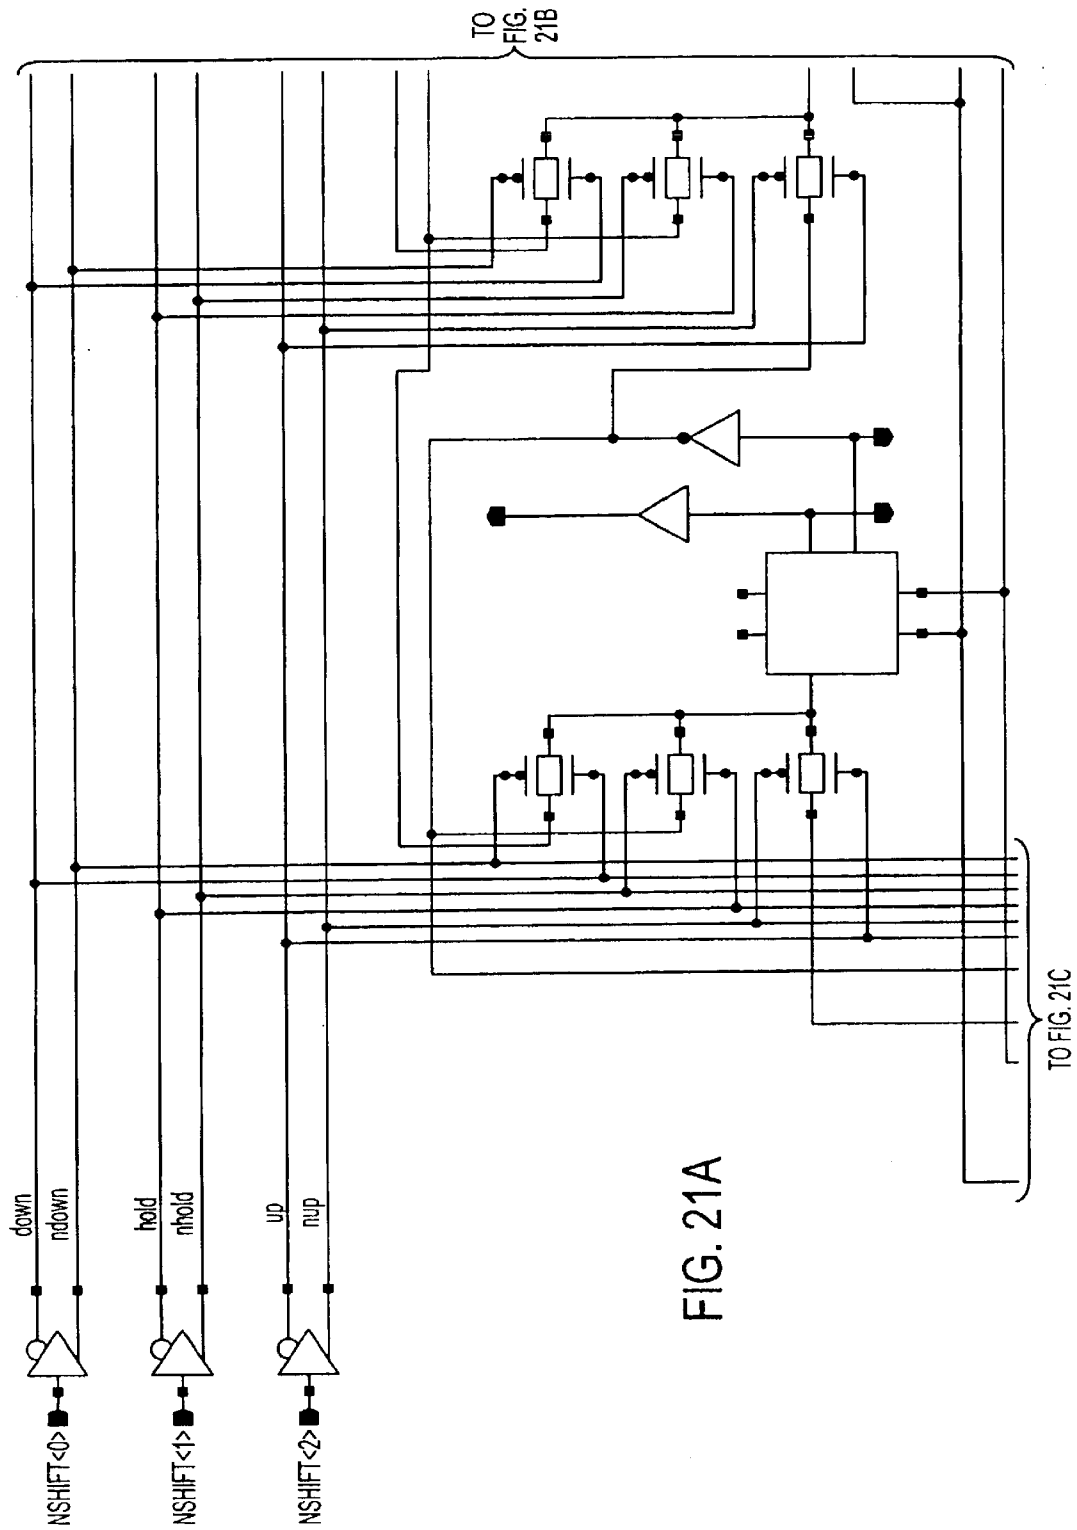 TO
FIG.
21B
down
ndown
hold
nhold
up
nup
NSHIFT<0>
NSHIFT<1>
NSHIFT<2>
TO FIG. 21C
FIG. 21A